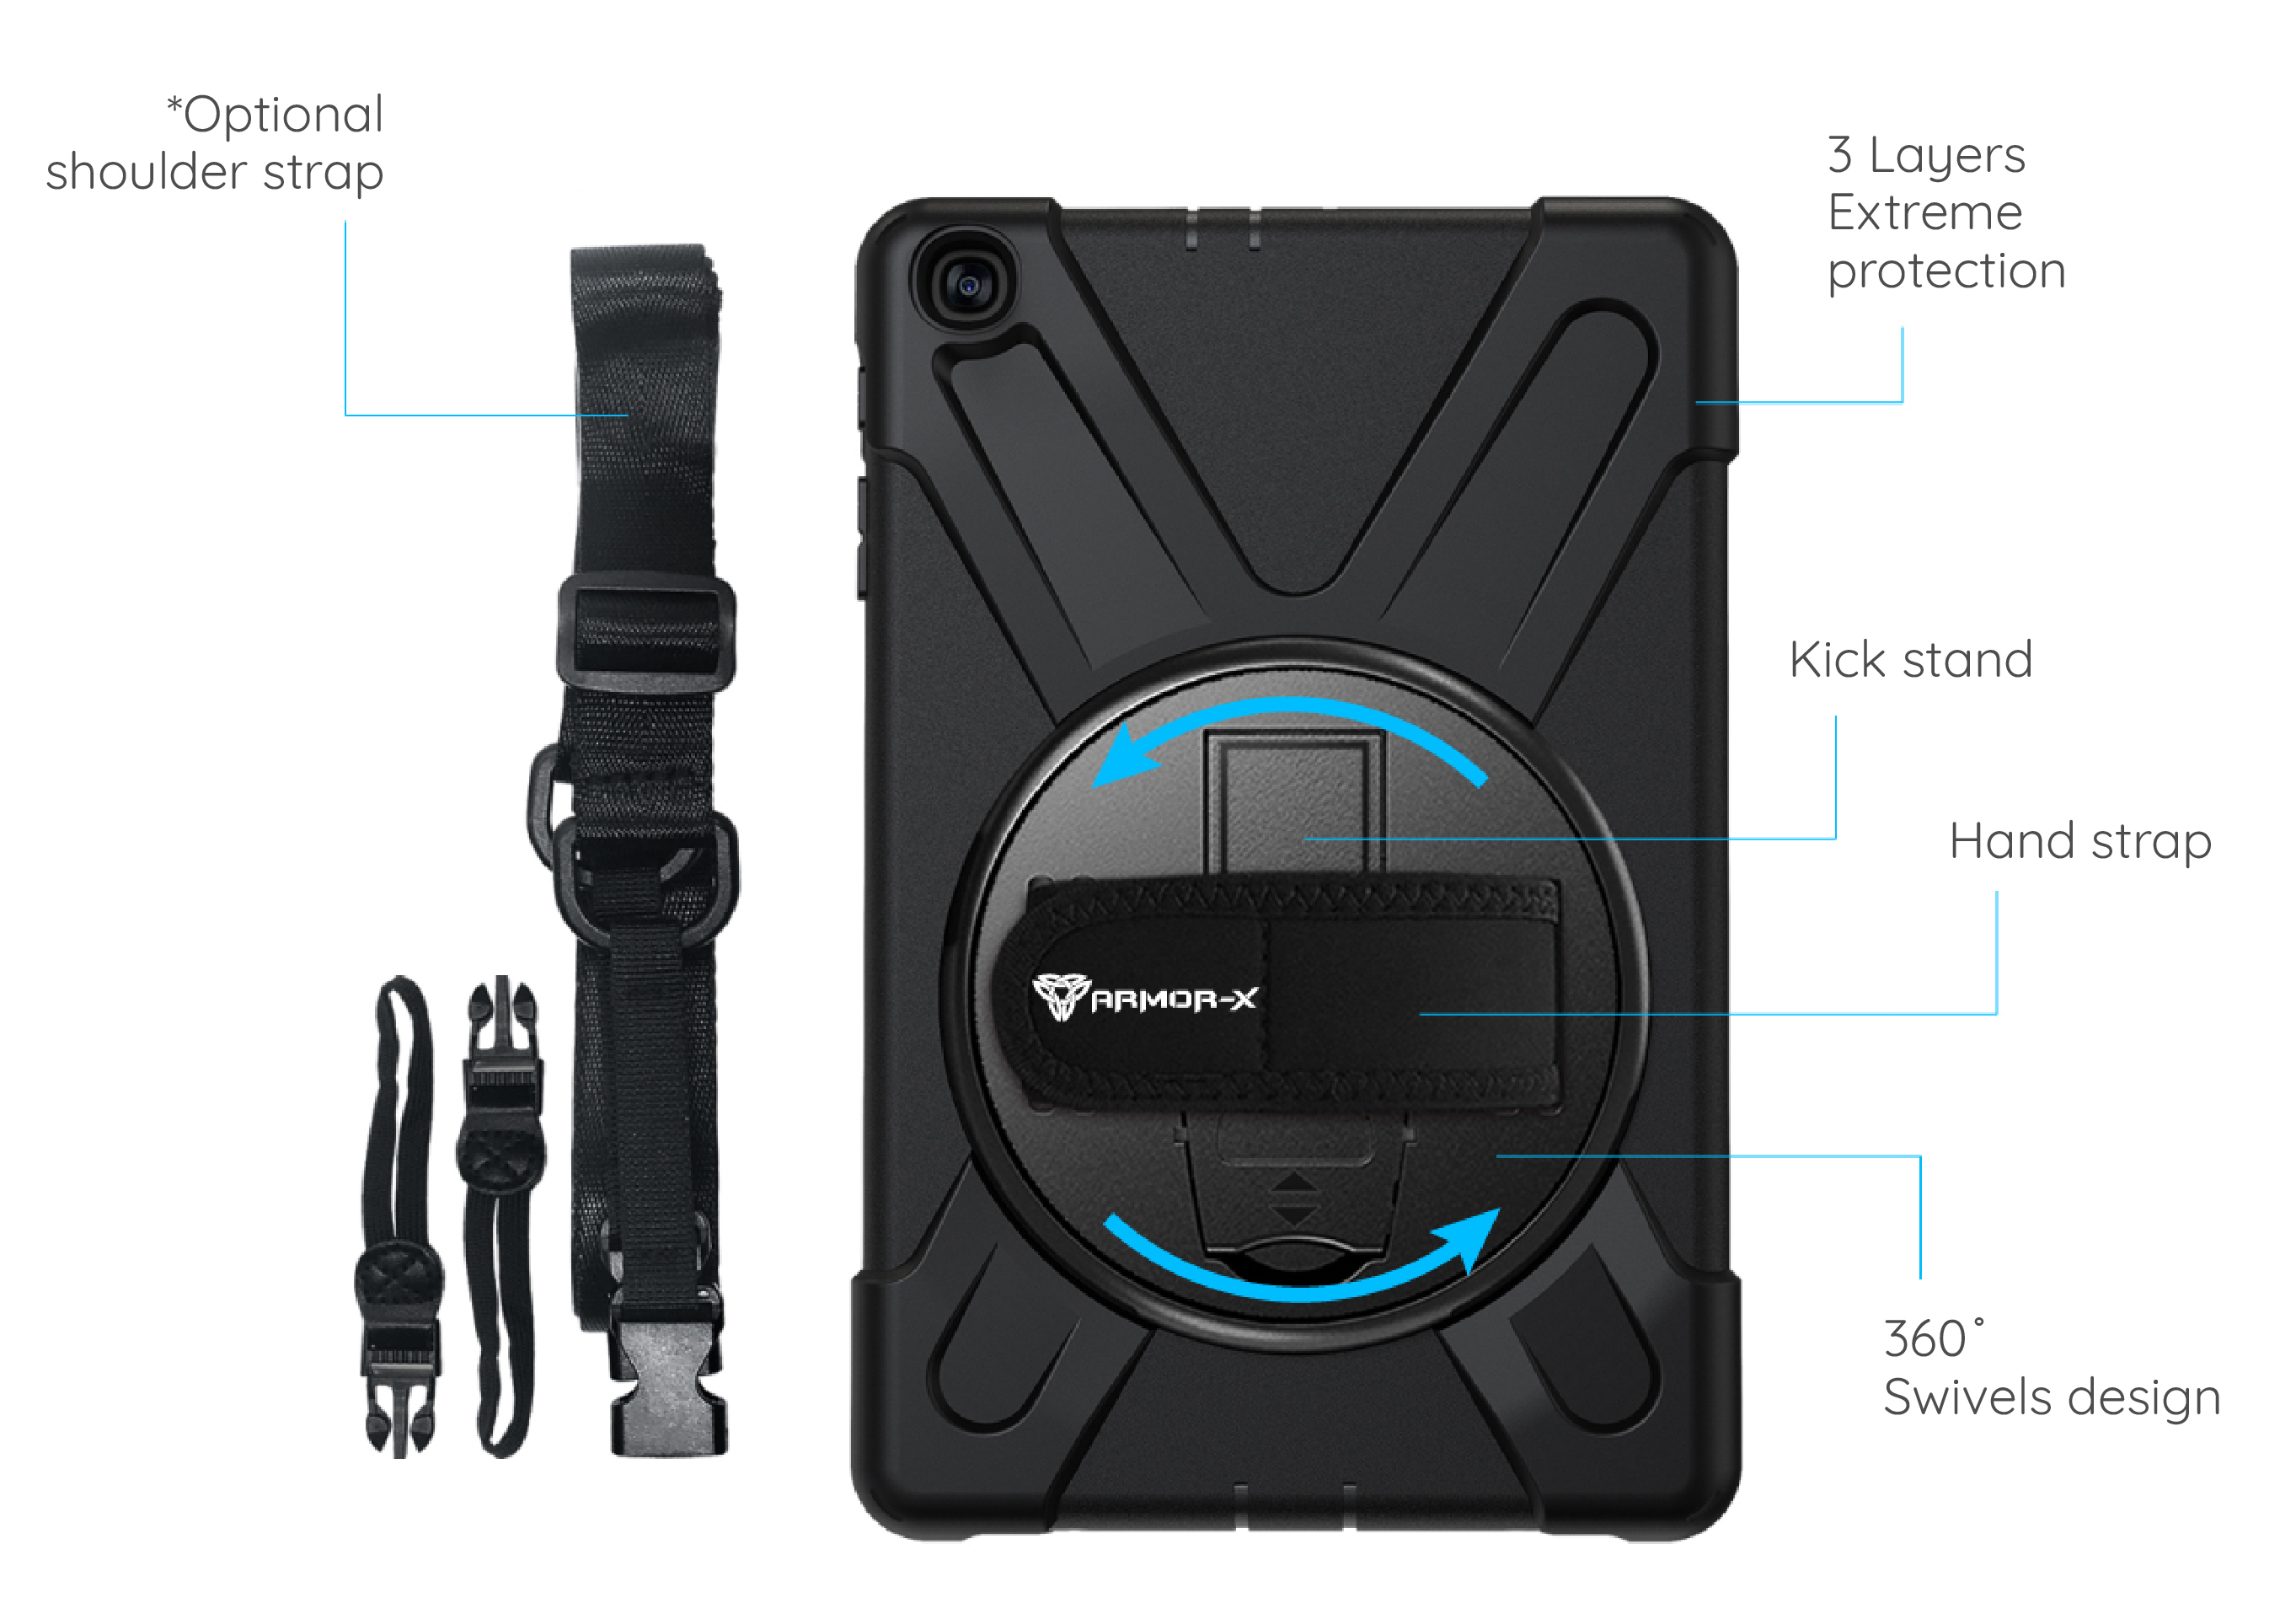 *Optional
shoulder strap
3 Layers
Extreme
protection
Kick stand
Hand strap
ARMOR-X
360°
Swivels design